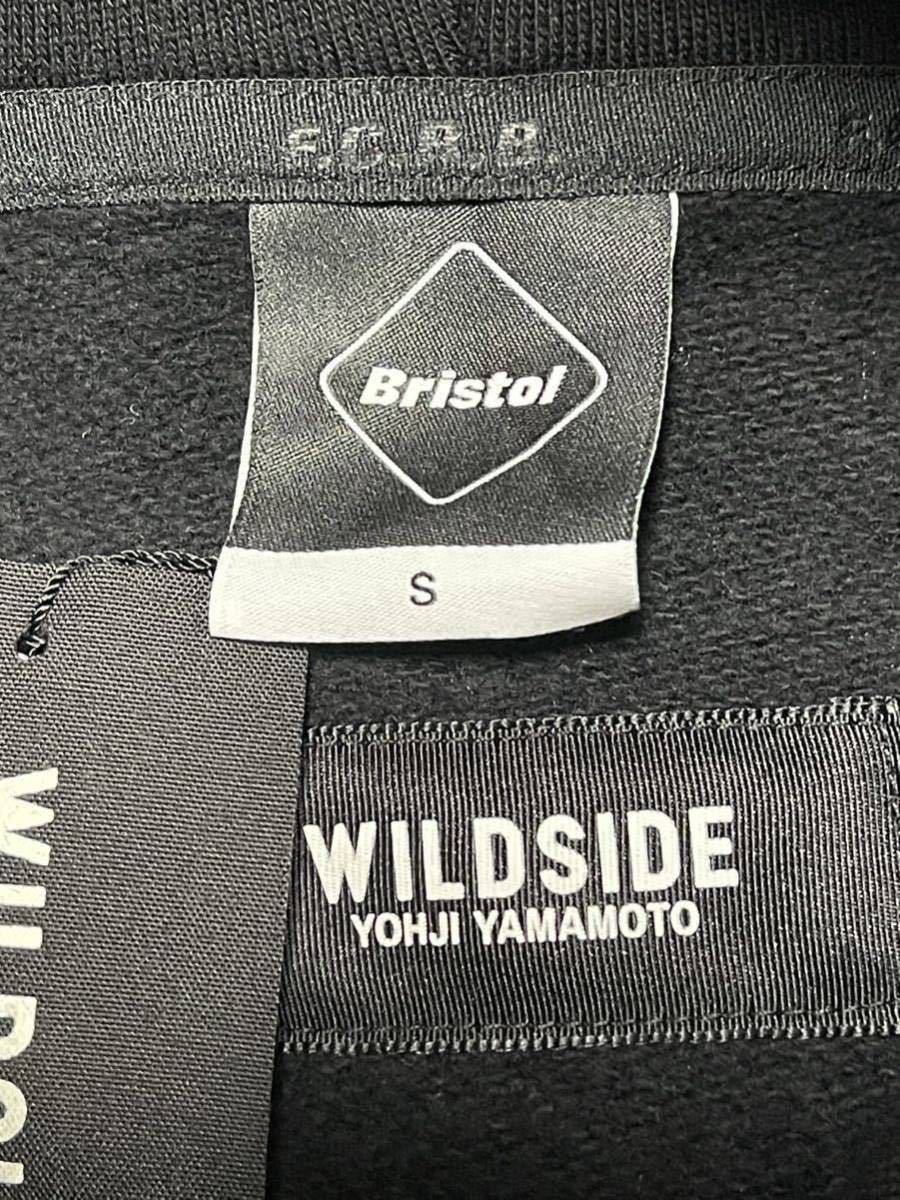 F.C.R.B.
Bristol
S
WILDSIDE
YOHJI YAMAMOTO